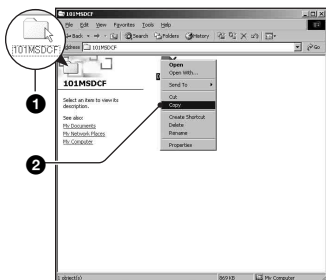 101MSDCF
File Edit View Favorites Tools Help
Back Search Folders History
Address 101MSDCF Go
101MSDCF
101MSDCF
Select an item to view its
description.
See also:
My Documents
My Network Places
My Computer
Open
Open With...
Send To
Cut
Copy
Create Shortcut
Delete
Rename
Properties
1
2
1 object(s) 869 KB My Computer